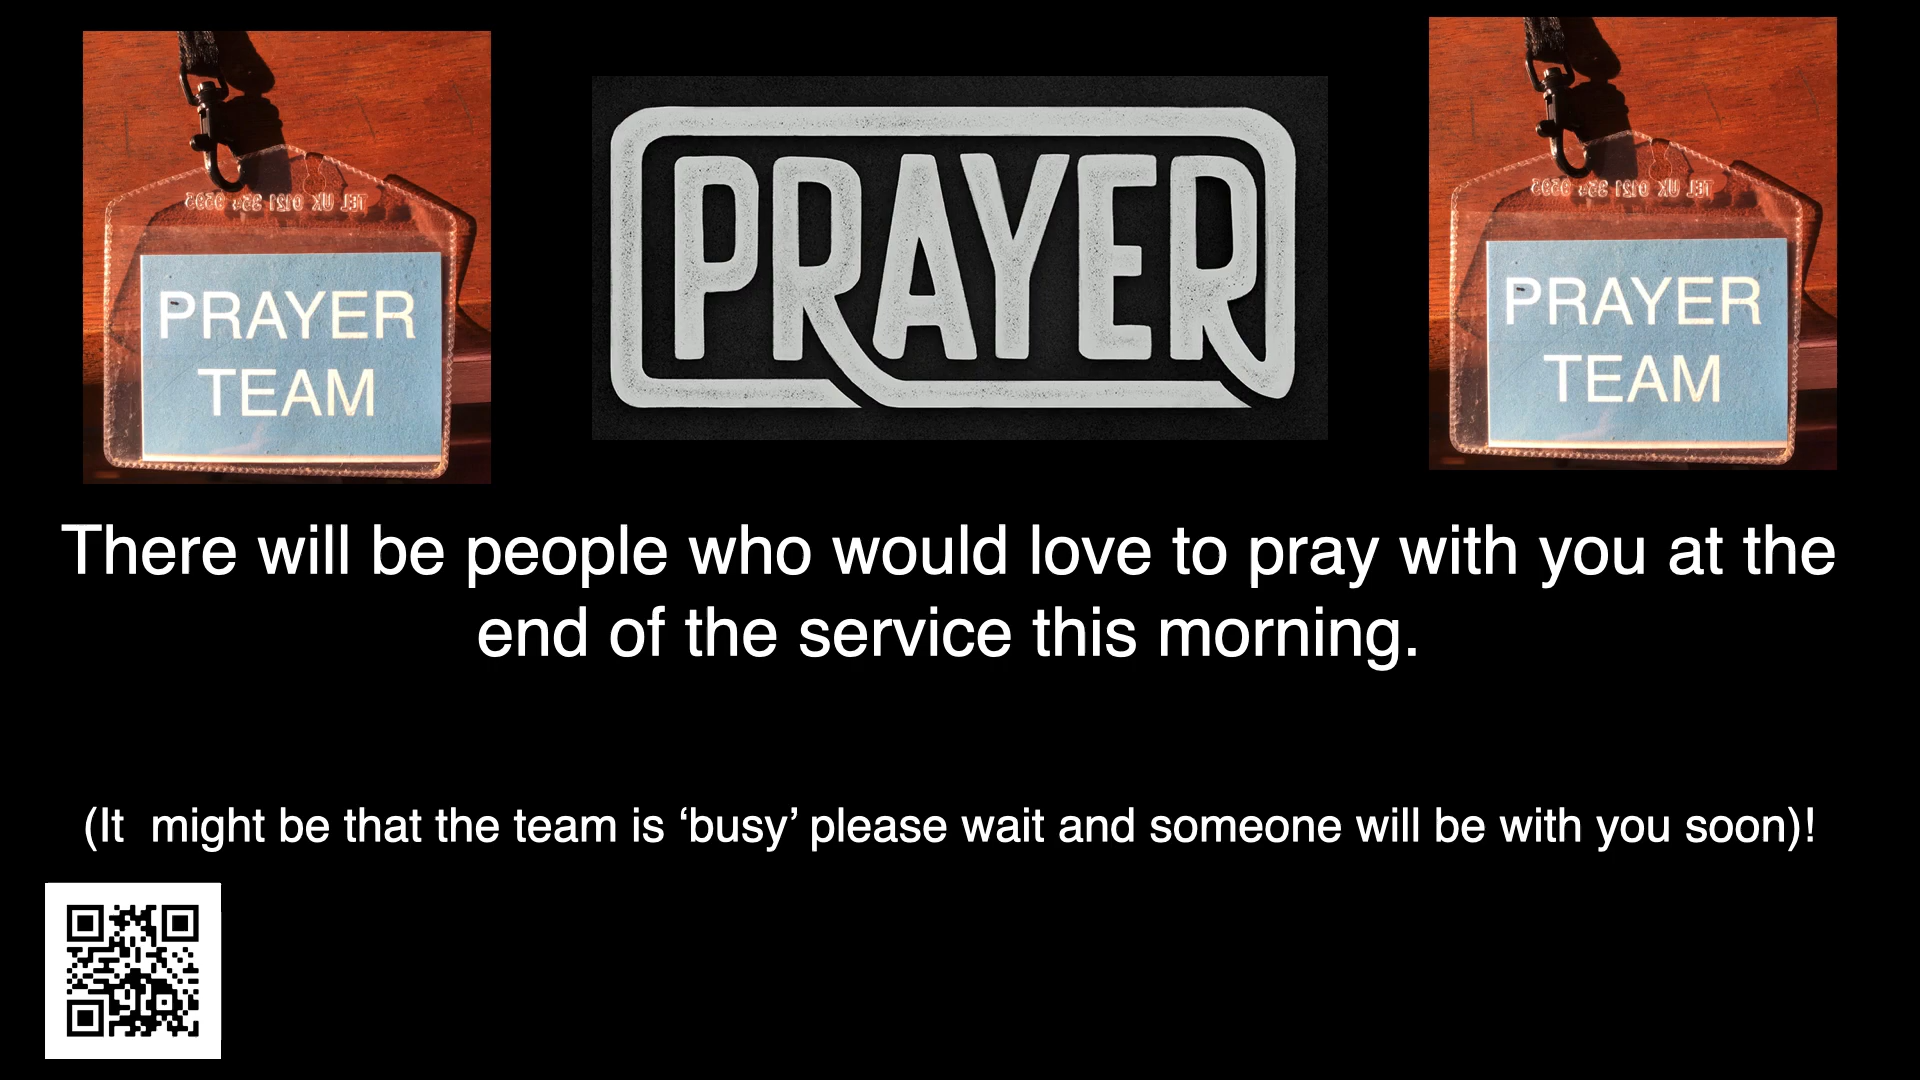 PRAYER
TEAM
PRAYER
PRAYER
TEAM
There will be people who would love to pray with you at the
end of the service this morning.
(It  might be that the team is ‘busy’ please wait and someone will be with you soon)!